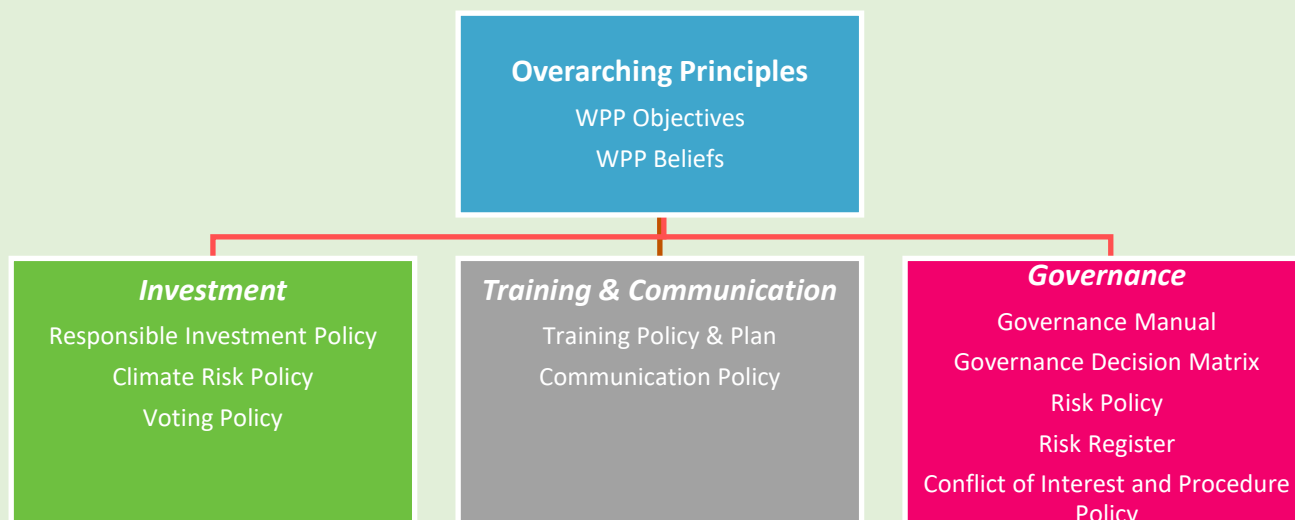 Overarching Principles
WPP Objectives
WPP Beliefs
Investment
Responsible Investment Policy
Climate Risk Policy
Voting Policy
Training & Communication
Training Policy & Plan
Communication Policy
Governance
Governance Manual
Governance Decision Matrix
Risk Policy
Risk Register
Conflict of Interest and Procedure
Policy